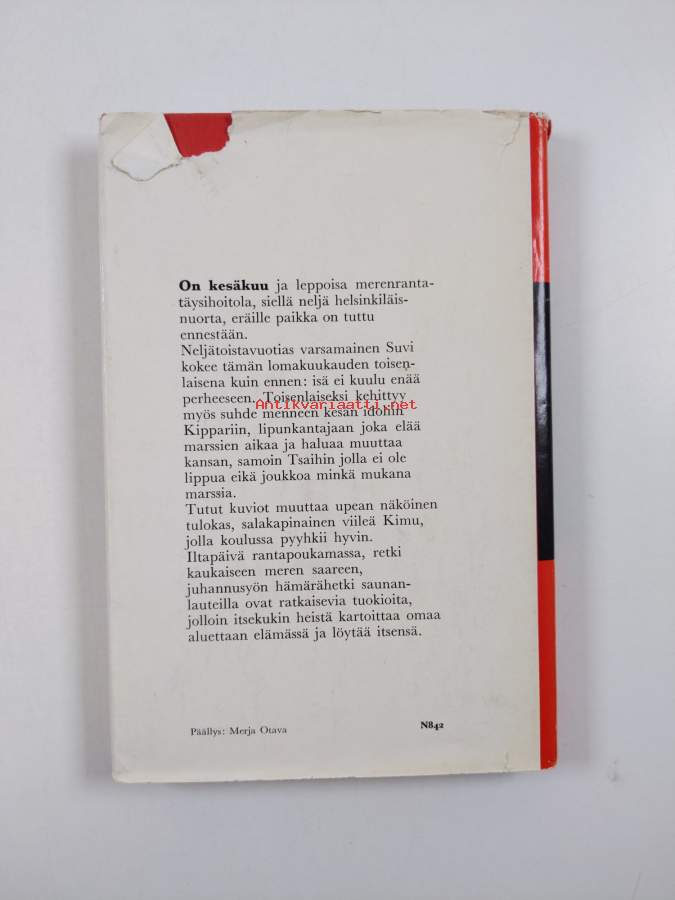 On kesäkuu ja leppoisa merenranta-
täysihoitola, siellä neljä helsinkiläis-
nuorta, eräille paikka on tuttu
ennestään.
Neljätoistavuotias varsamainen Suvi
kokee tämän lomakuukauden toisen-
laisena kuin ennen: isä ei kuulu enää
perheeseen. Toisenlaiseksi kehittyy
Antikvariaatti.net
myös suhde menneen kesän idoliin
Kippariin, lipunkantajaan joka elää
marssien aikaa ja haluaa muuttaa
kansan, samoin Tsaihin jolla ei ole
lippua eikä joukkoa minkä mukana
marssia.
Tutut kuviot muuttaa upean näköinen
tulokas, salakapinainen viileä Kimu,
jolla koulussa pyyhkii hyvin.
Iltapäivä rantapoukamassa, retki
kaukaiseen meren saareen,
juhannusyön hämärähetki saunan-
lauteilla ovat ratkaisevia tuokioita,
jolloin itsekukin heistä kartoittaa omaa
aluettaan elämässä ja löytää itsensä.
Päällys: Merja Otava
N842